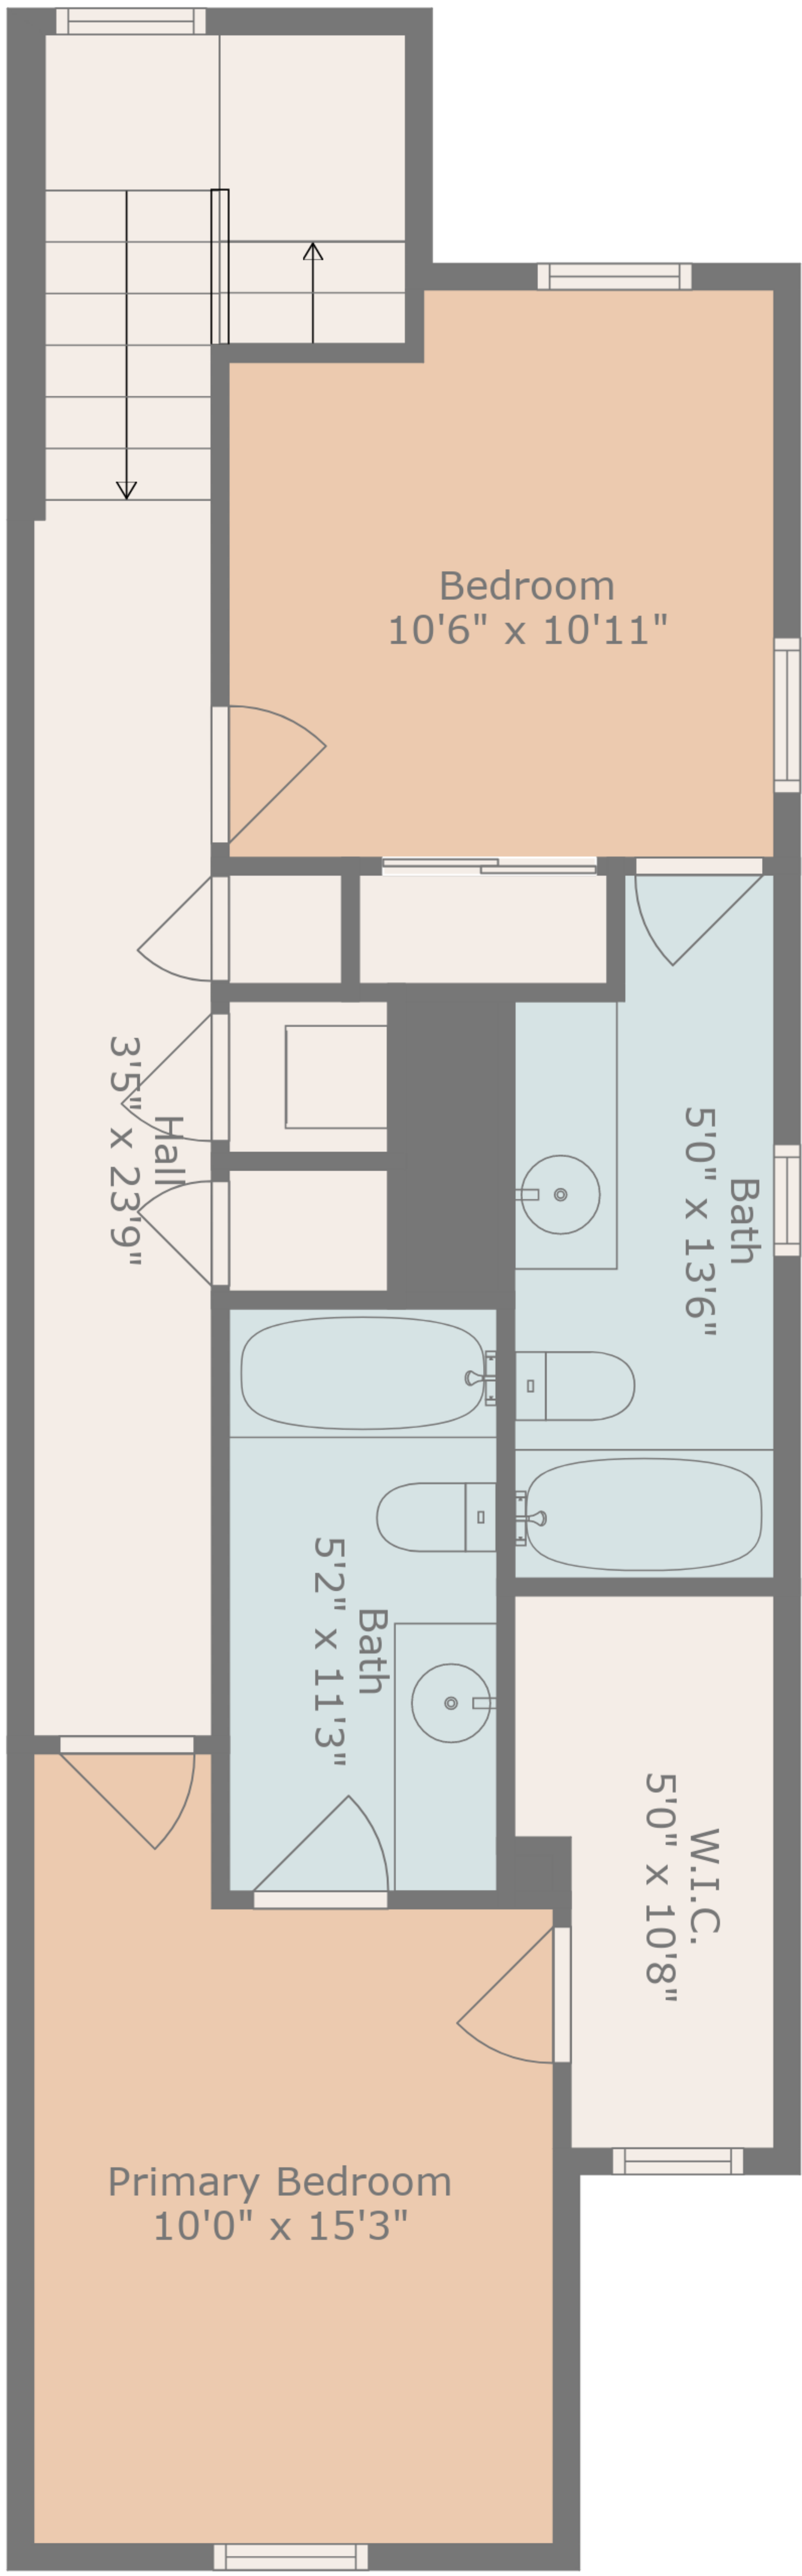 Bedroom
10'6" x 10'11"
Hall
3'5" x 23'9"
Bath
5'0" x 13'6"
Bath
5'2" x 11'3"
W.I.C.
5'0" x 10'8"
Primary Bedroom
10'0" x 15'3"